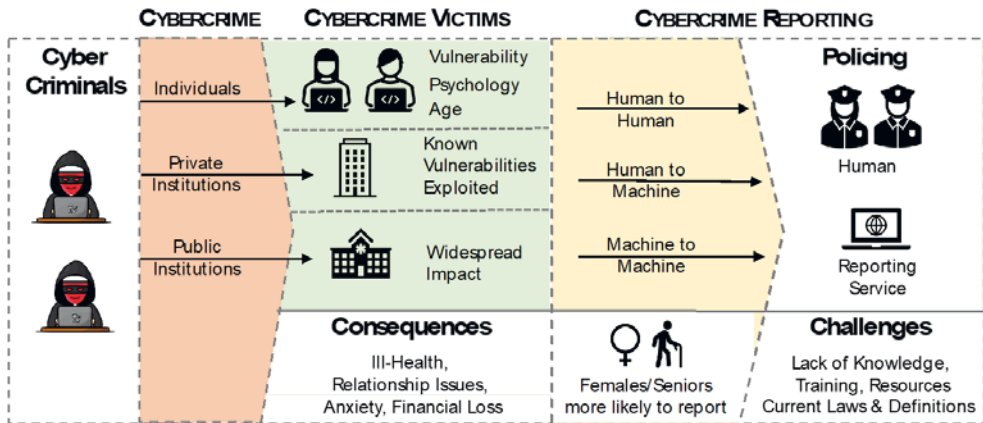 CYBERCRIME
CYBERCRIME VICTIMS
CYBERCRIME REPORTING
Cyber
Criminals
Individuals
Private
Institutions
Public
Institutions
Vulnerability
Psychology
Age
Known
Vulnerabilities
Exploited
Widespread
Impact
Consequences
Ill-Health,
Relationship Issues,
Anxiety, Financial Loss
Human to
Human
Human to
Machine
Machine to
Machine
Females/Seniors
more likely to report
Policing
Human
Reporting
Service
Challenges
Lack of Knowledge,
Training, Resources
Current Laws & Definitions